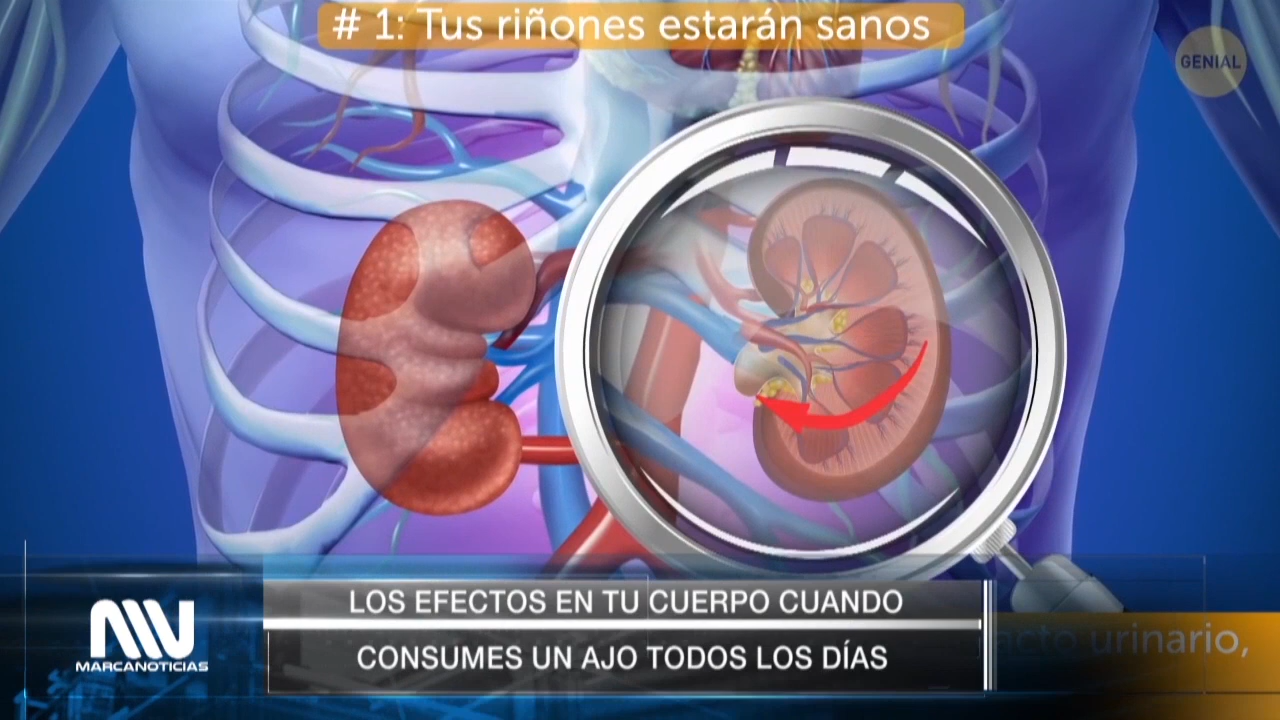 # 1: Tus riñones estarán sanos
GENIAL
LOS EFECTOS EN TU CUERPO CUANDO
CONSUMES UN AJO TODOS LOS DÍAS
MARCANOTICIAS
urinario,